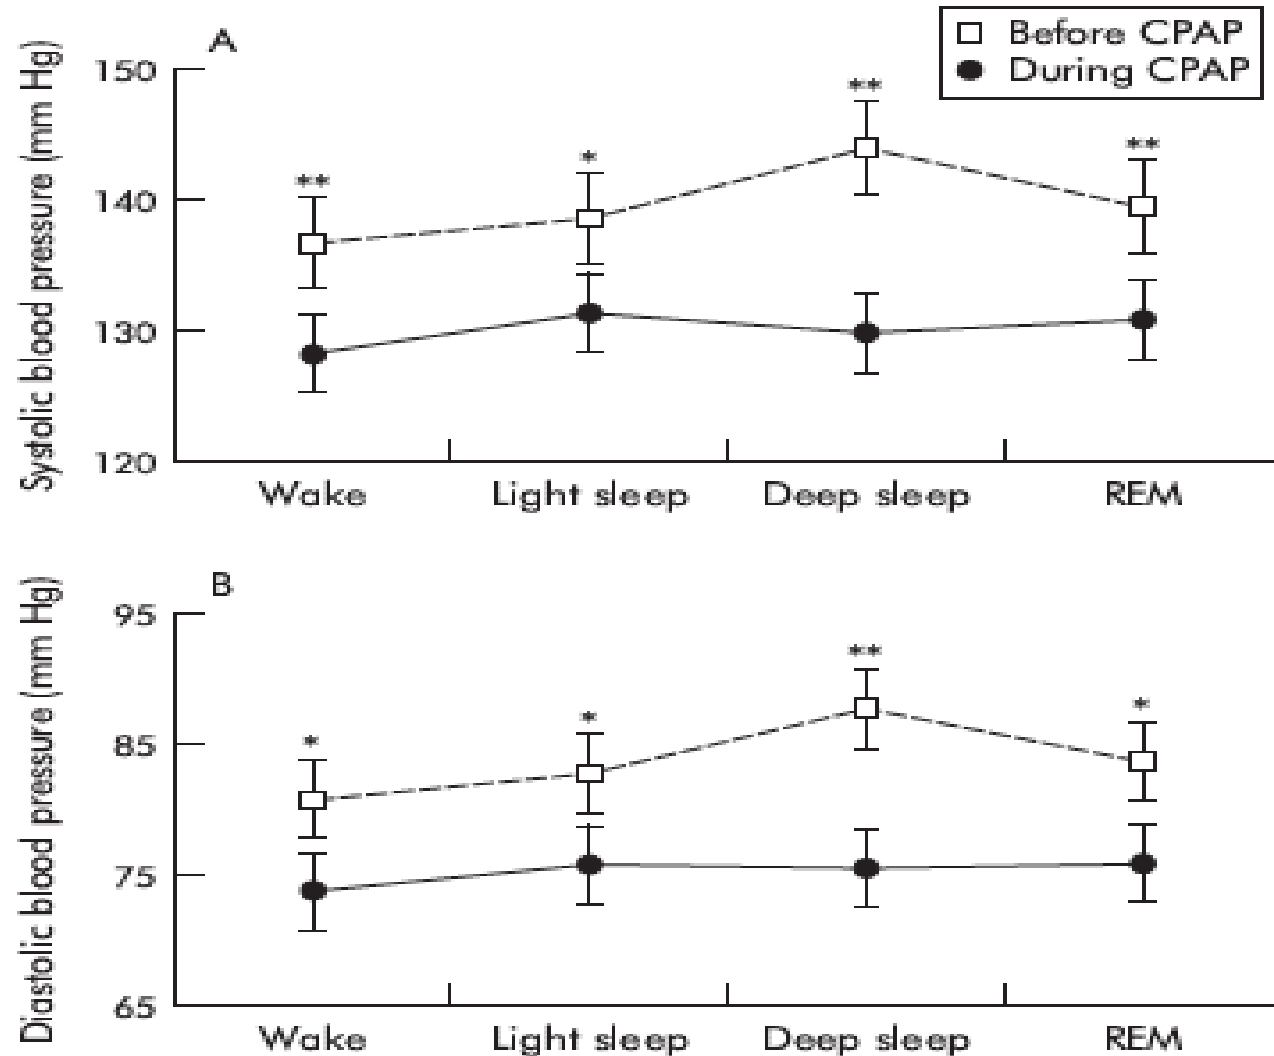 A
Before CPAP
During CPAP
Systolic blood pressure (mm Hg)
150
140
130
120
**
*
**
**
Wake
Light sleep
Deep sleep
REM
B
Diastolic blood pressure (mm Hg)
95
85
75
65
*
*
**
*
Wake
Light sleep
Deep sleep
REM